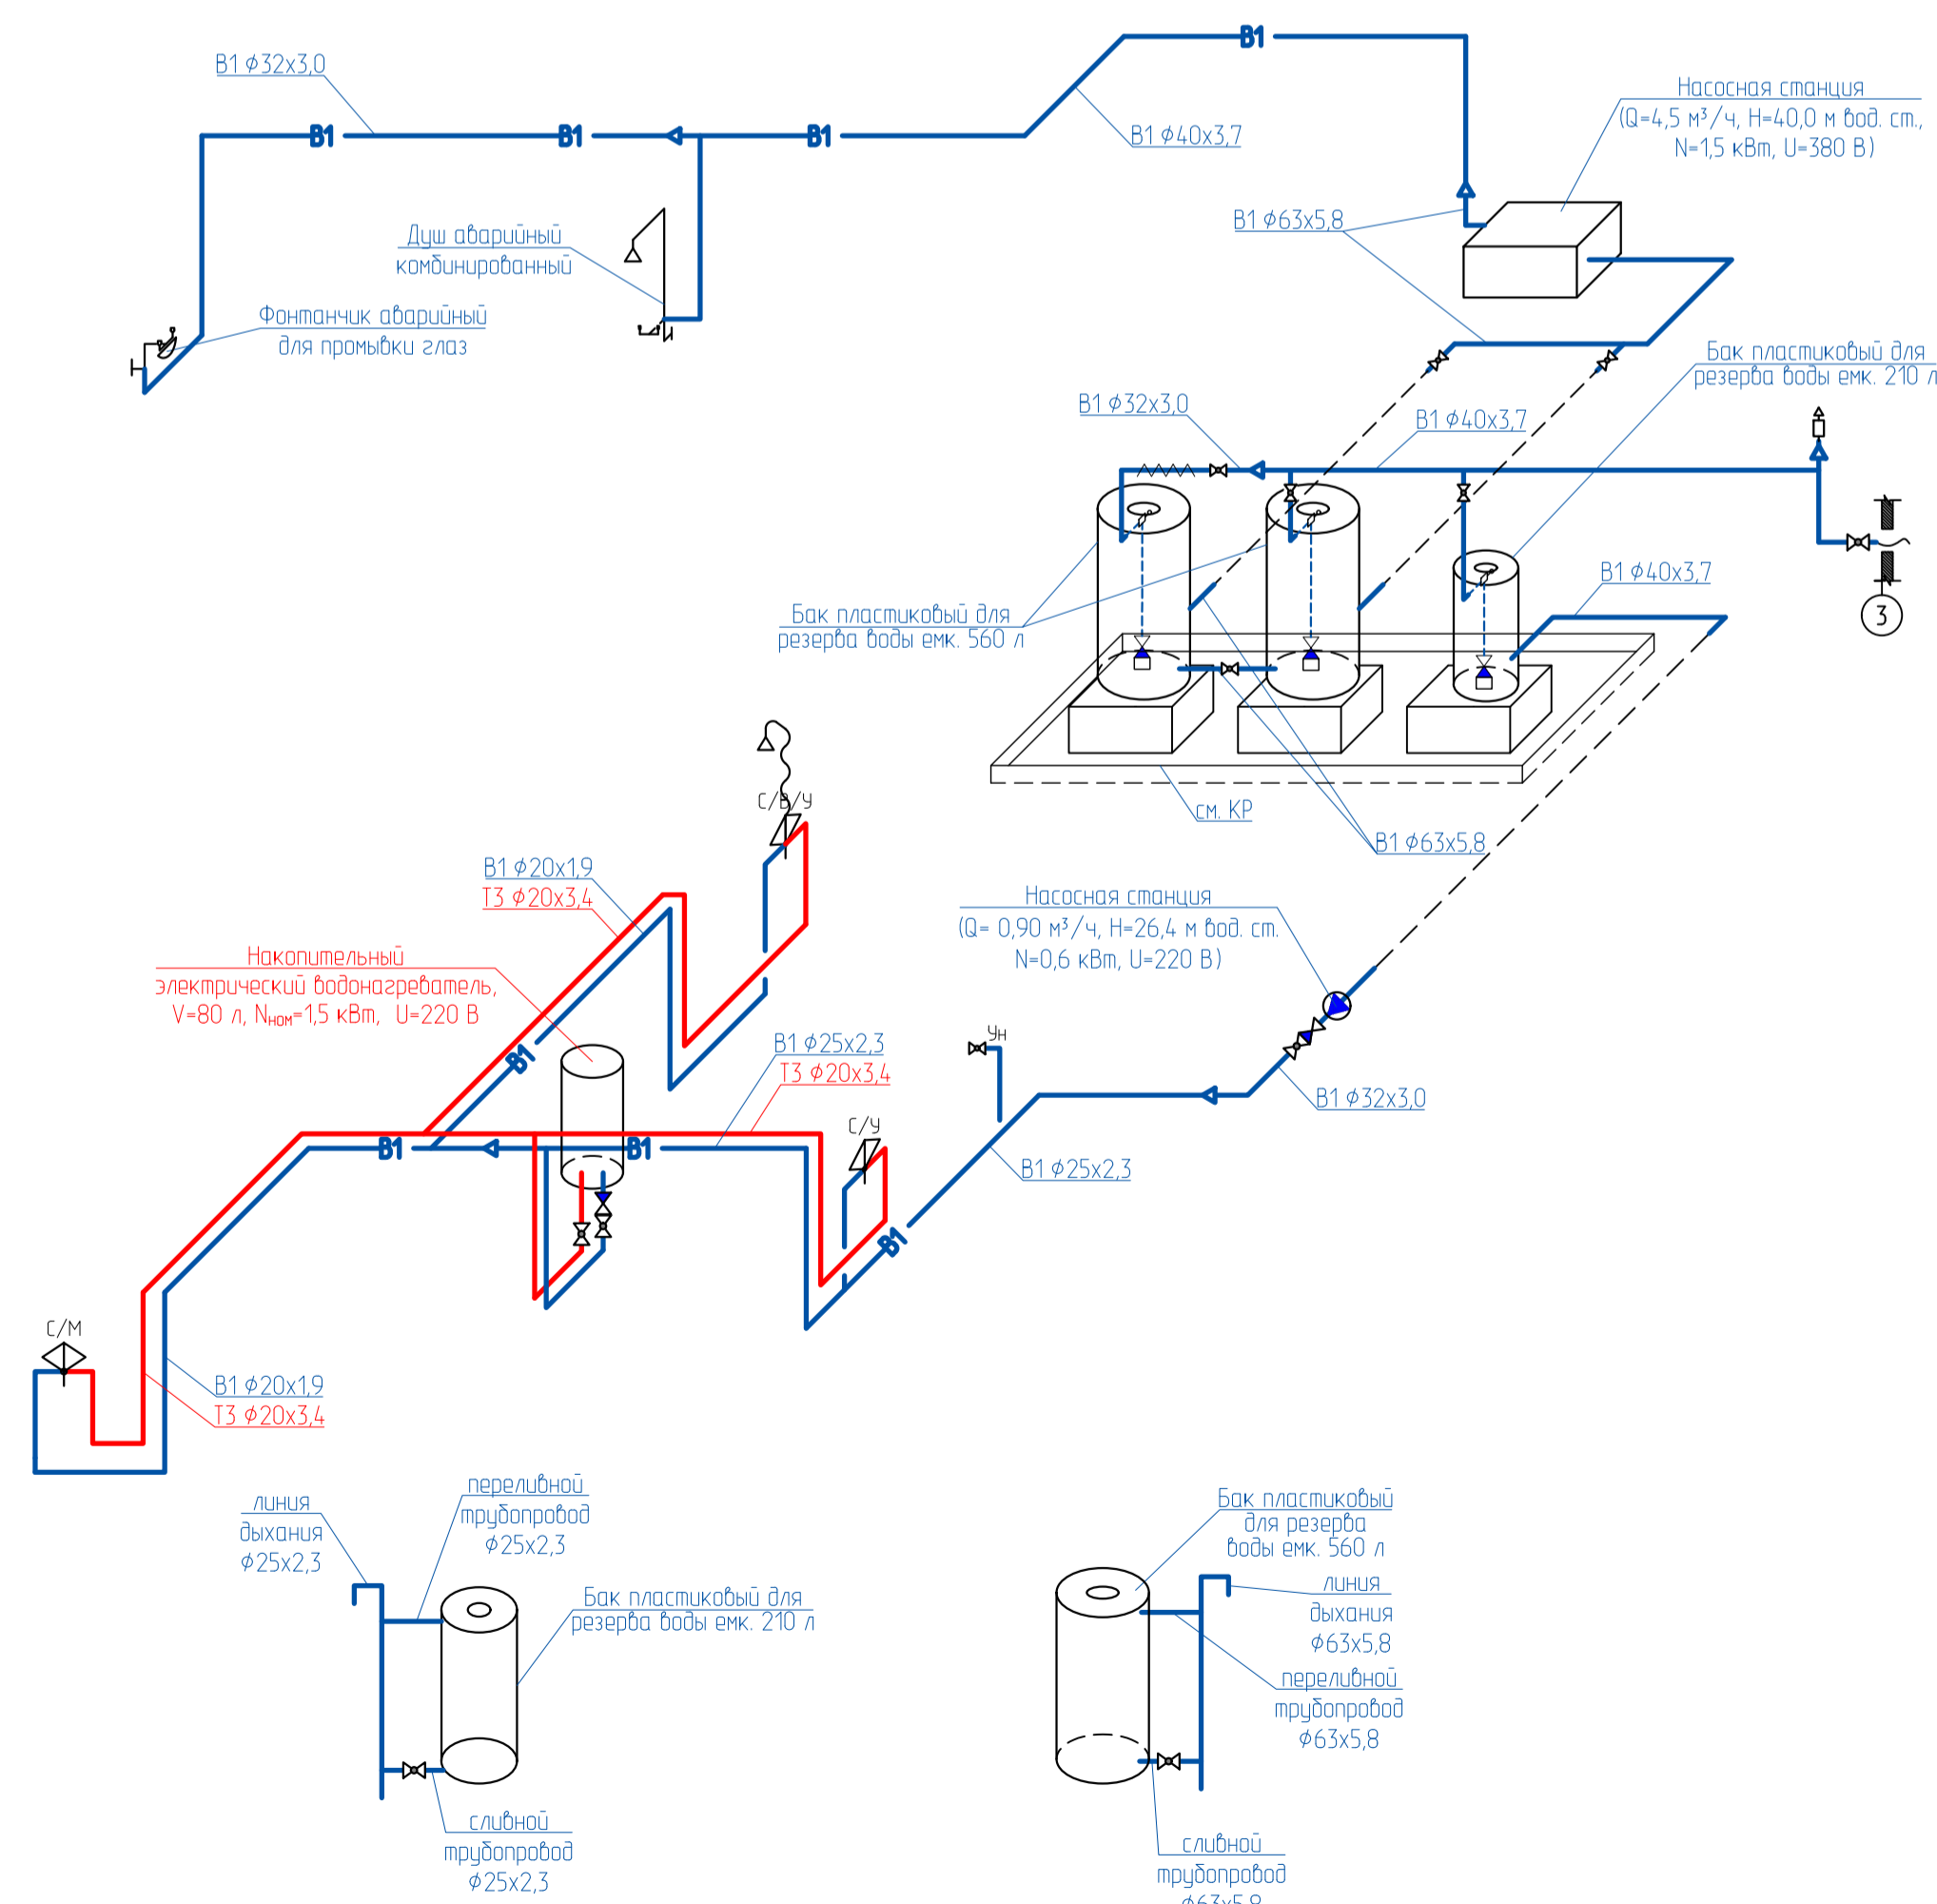 В1
В1 ϕ32х3,0
Насосная станция
(Q=4,5 м³/ч, Н=40,0 м вод. ст.,
N=1,5 кВт, U=380 В)
В1
В1
В1
В1 ϕ40х3,7
В1 ϕ63х5,8
Душ аварийный
комбинированный
Фонтанчик аварийный
для промывки глаз
Бак пластиковый для
резерва воды емк. 210 л
В1 ϕ32х3,0
В1 ϕ40х3,7
В1 ϕ40х3,7
3
Бак пластиковый для
резерва воды емк. 560 л
см. КР
В1 ϕ63х5,8
С/В/У
В1 ϕ20х1,9
Т3 ϕ20х3,4
Насосная станция
(Q= 0,90 м³/ч, Н=26,4 м вод. ст.
N=0,6 кВт, U=220 В)
Накопительный
электрический водонагреватель,
V=80 л, Nном=1,5 кВт, U=220 В
В1
Ун
В1 ϕ25х2,3
Т3 ϕ20х3,4
В1 ϕ32х3,0
С/У
В1
В1
В1 ϕ25х2,3
В1
С/М
В1 ϕ20х1,9
Т3 ϕ20х3,4
линия
дыхания
ϕ25х2,3
переливной
трубопровод
ϕ25х2,3
Бак пластиковый для
резерва воды емк. 210 л
сливной
трубопровод
ϕ25х2,3
Бак пластиковый
для резерва
воды емк. 560 л
линия
дыхания
ϕ63х5,8
переливной
трубопровод
ϕ63х5,8
сливной
трубопровод
ϕ63х5,8